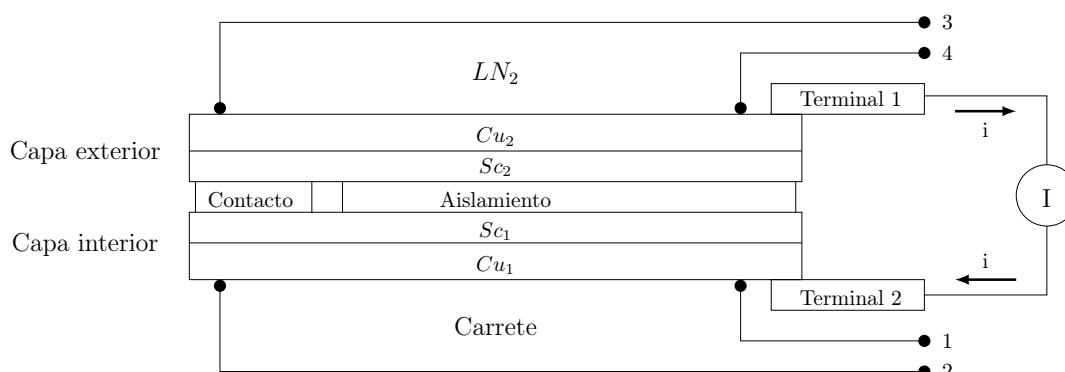 3
4
LN₂
Terminal 1
i
Cu₂
Capa exterior
Sc₂
Contacto
Aislamiento
I
Sc₁
Capa interior
Cu₁
i
Terminal 2
Carrete
1
2